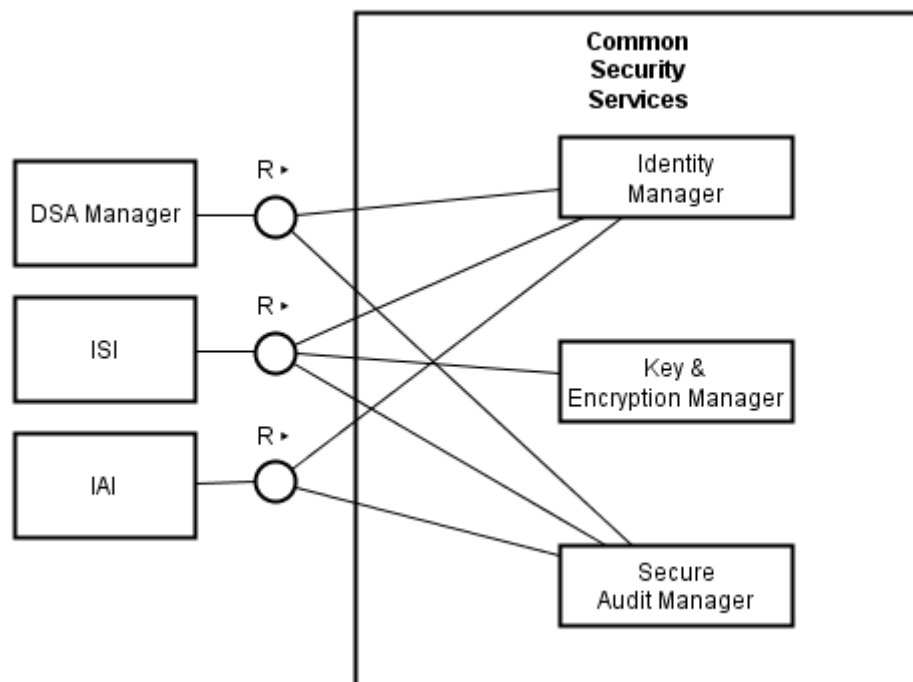 Common
Security
Services
Identity
Manager
R ▸
DSA Manager
R ▸
ISI
Key &
Encryption Manager
R ▸
IAI
Secure
Audit Manager